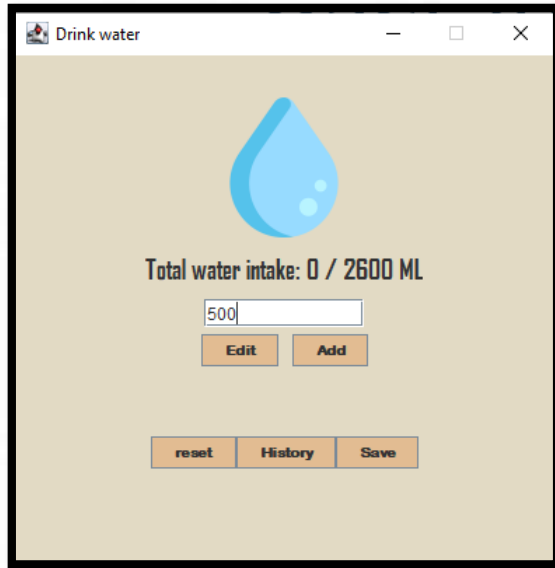 Drink water
Total water intake: 0 / 2600 ML
500
Edit Add
reset History Save